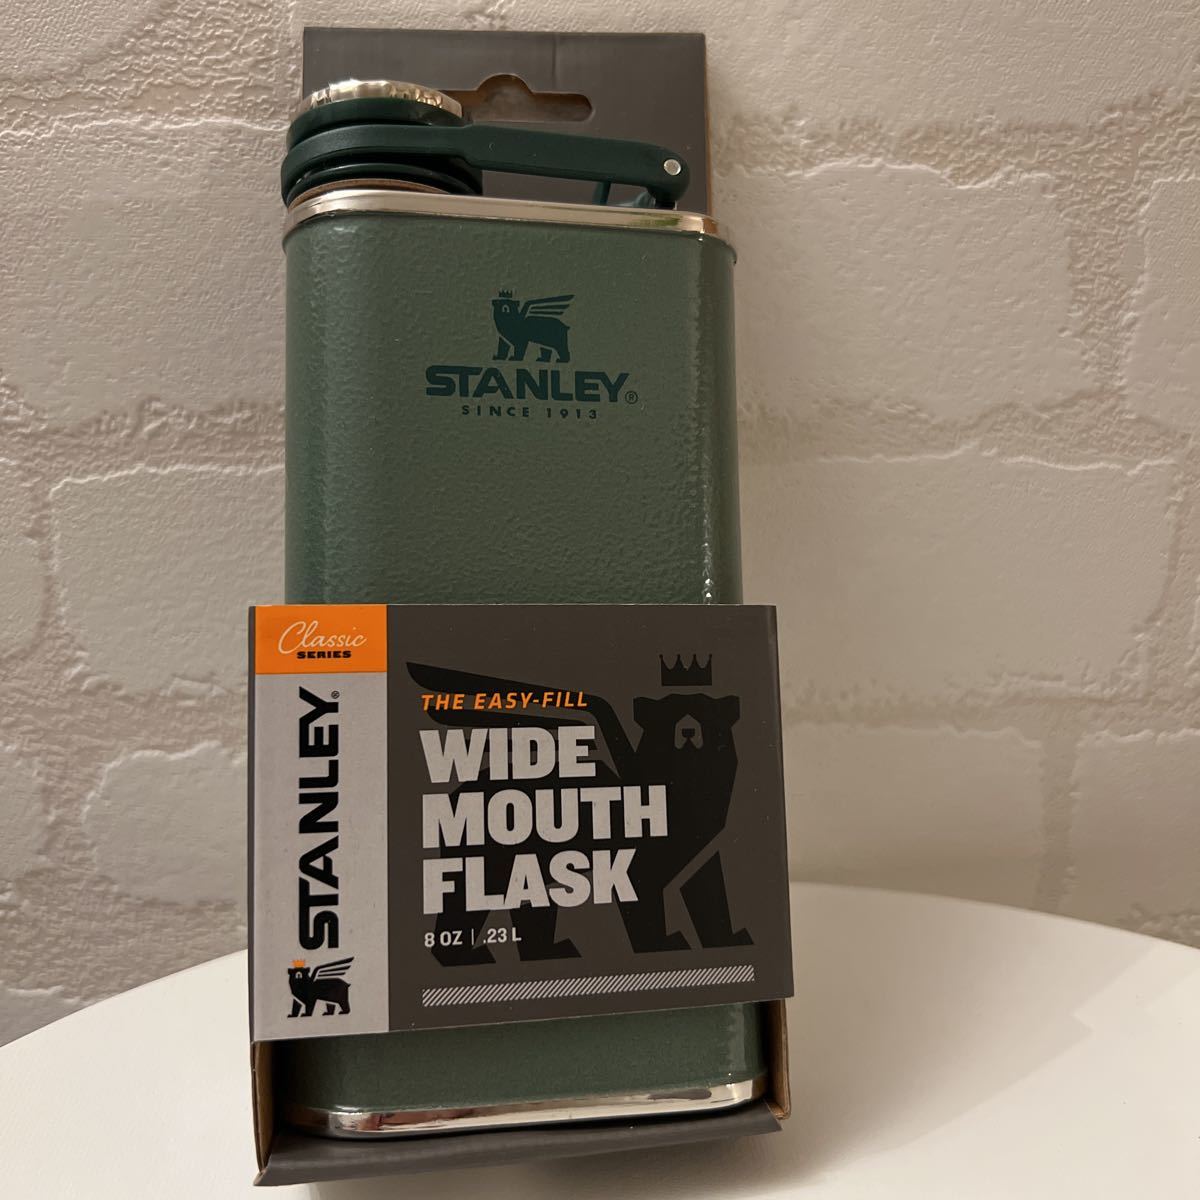 STANLEY®
SINCE 1913
Classic
SERIES
STANLEY®
THE EASY-FILL
WIDE
MOUTH
FLASK
8 OZ | .23 L